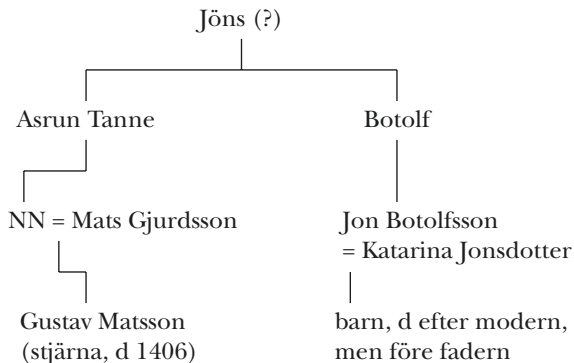 Jöns (?)
Asrun Tanne
Botolf
NN = Mats Gjurdsson
Jon Botolfsson
= Katarina Jonsdotter
Gustav Matsson
(stjärna, d 1406)
barn, d efter modern,
men före fadern